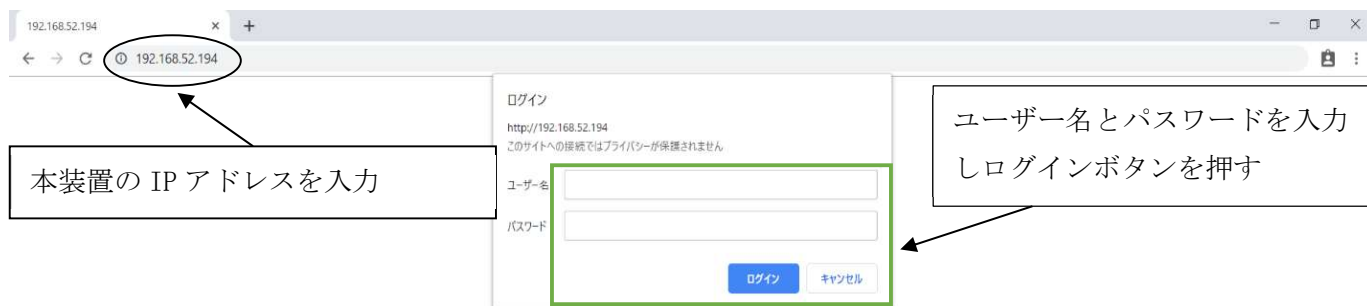 192.168.52.194
192.168.52.194
ログイン
http://192.168.52.194
このサイトへの接続ではプライバシーが保護されません
ユーザー名とパスワードを入力
しログインボタンを押す
本装置の IP アドレスを入力
ユーザー名
パスワード
ログイン キャンセル